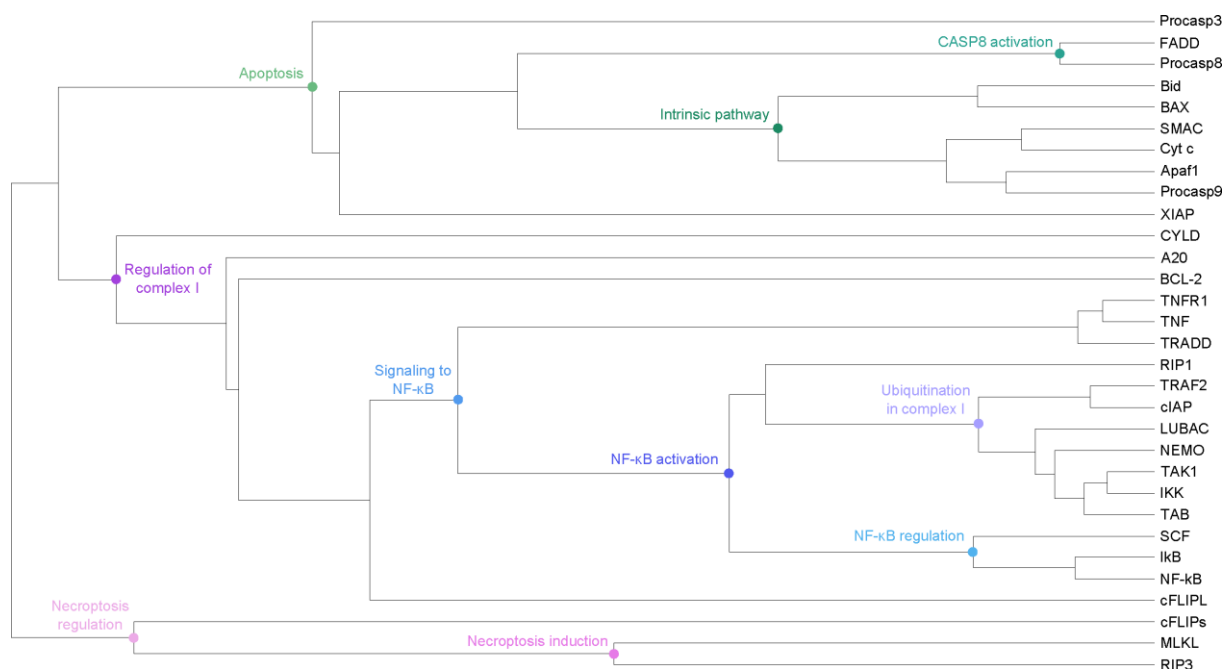 Procasp3
CASP8 activation
FADD
Procasp8
Apoptosis
Bid
Intrinsic pathway
BAX
SMAC
Cyt c
Apaf1
Procasp9
XIAP
CYLD
A20
Regulation of
complex I
BCL-2
TNFR1
TNF
TRADD
Signaling to
NF-κB
RIP1
TRAF2
Ubiquitination
in complex I
cIAP
LUBAC
NEMO
NF-κB activation
TAK1
IKK
TAB
NF-κB regulation
SCF
IkB
NF-kB
cFLIPL
Necroptosis
regulation
cFLIPs
Necroptosis induction
MLKL
RIP3